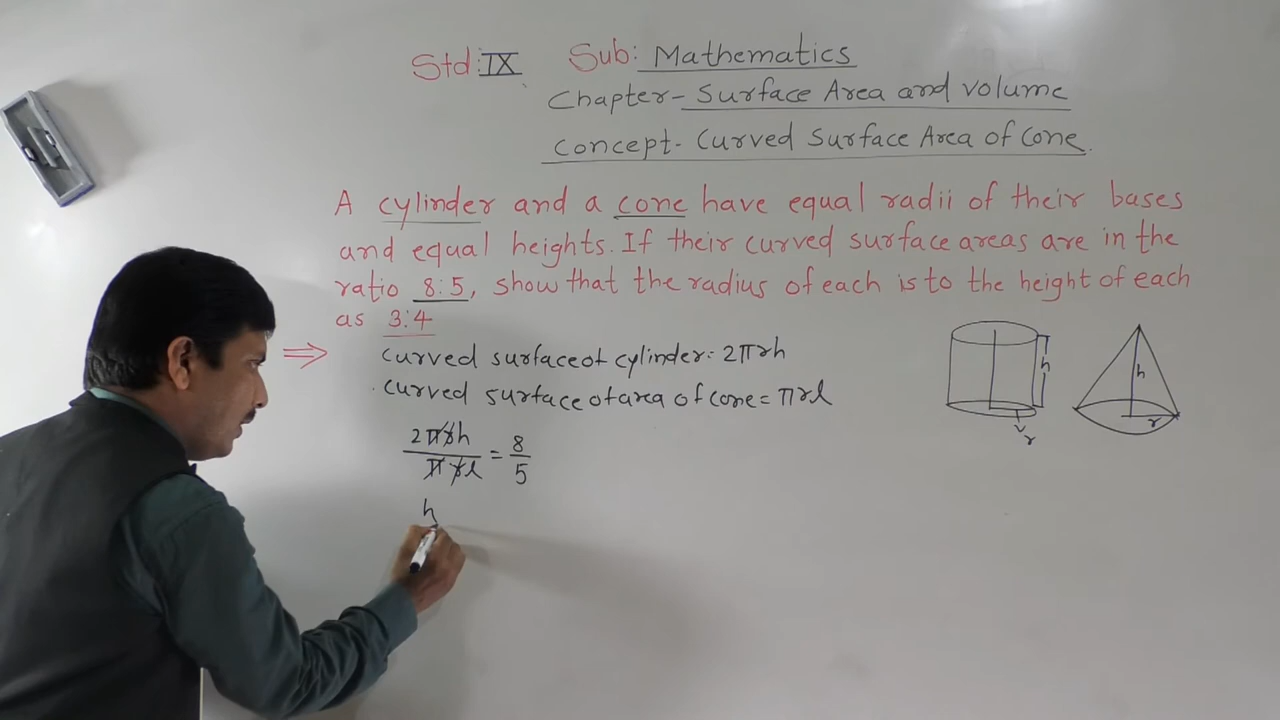 Std: IX Sub: Mathematics
Chapter- Surface Area and volume
Concept- Curved Surface Area of Cone.
A cylinder and a cone have equal radii of their bases
and equal heights. If their curved surface areas are in the
ratio 8:5, show that the radius of each is to the height of each
as 3:4
⇒ curved surface of cylinder = 2πrh
curved surface of area of cone = πrl
2πrh/πrl = 8/5
h
h
r
h
r